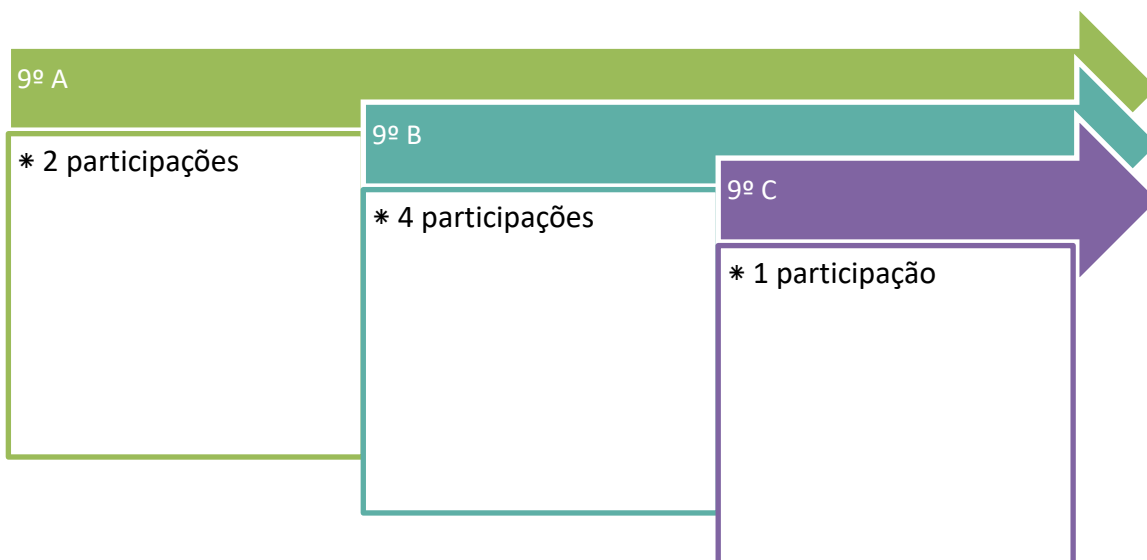 9º A
⁕ 2 participações
9º B
⁕ 4 participações
9º C
⁕ 1 participação